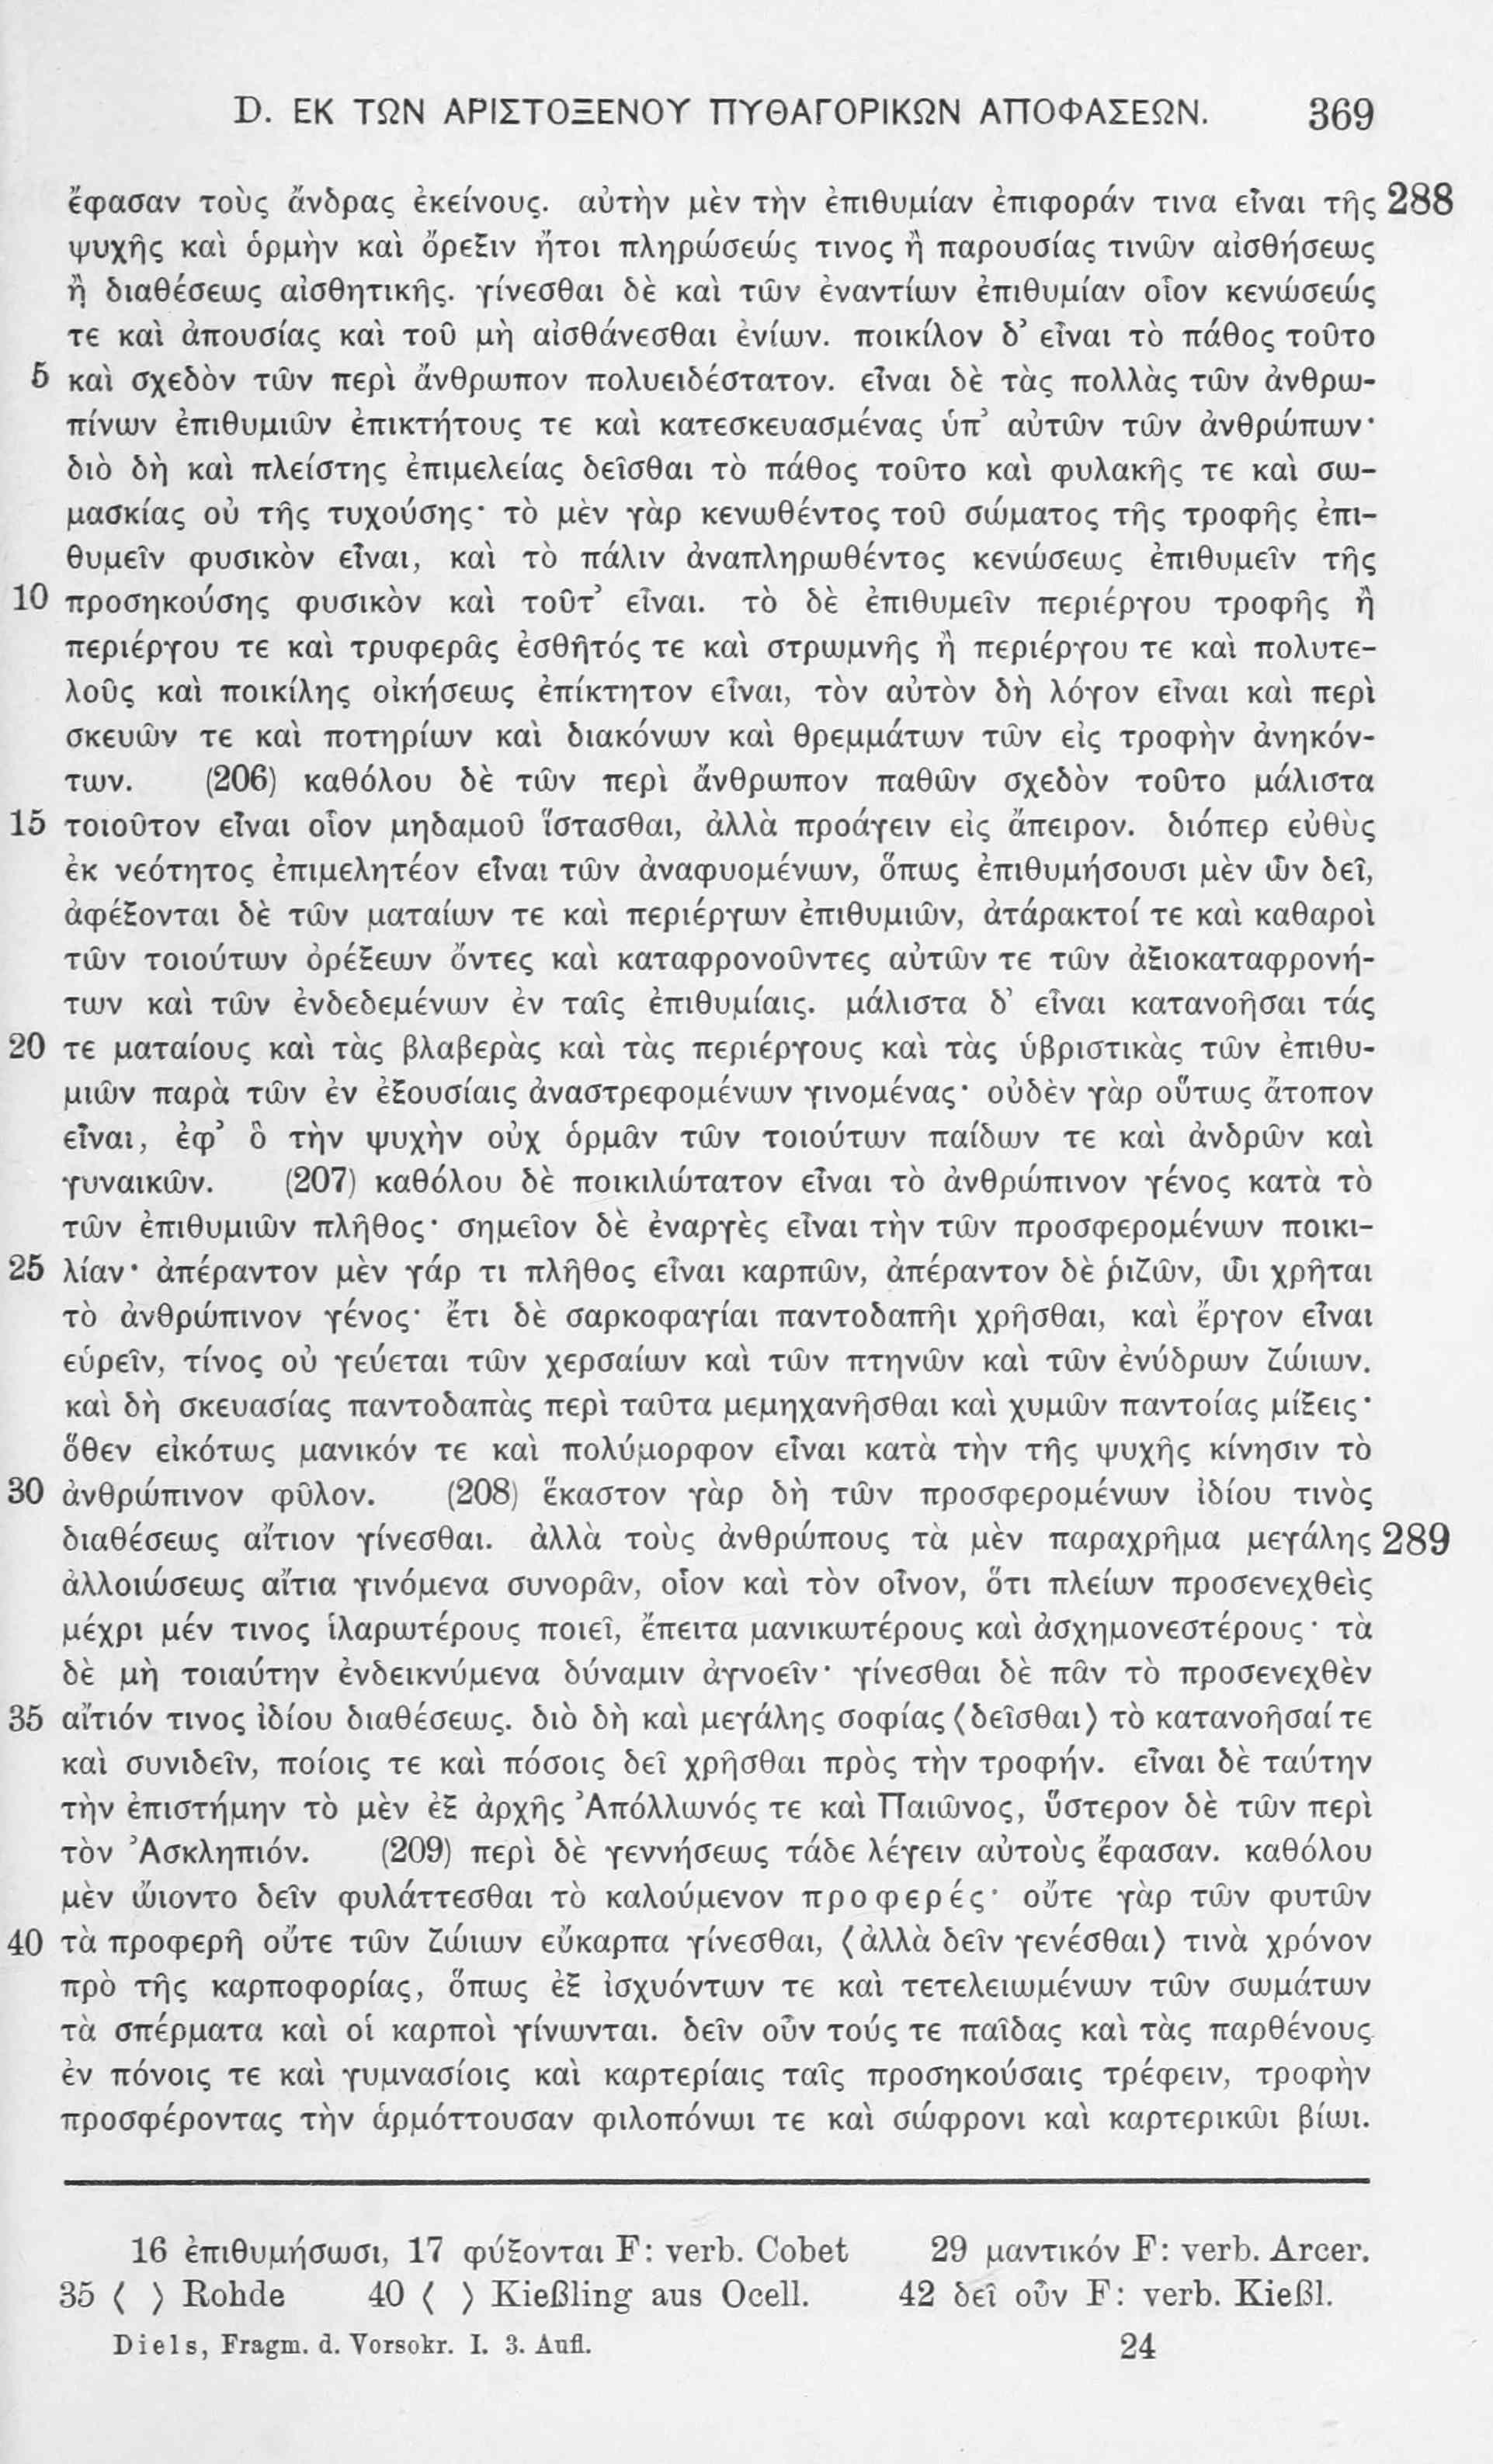 D. ΕΚ ΤΩΝ ΑΡΙΣΤΟΞΕΝΟΥ ΠΥΘΑΓΟΡΙΚΩΝ ΑΠΟΦΑΣΕΩΝ. 369
ἔφασαν τοὺς ἄνδρας ἐκείνους. αὐτὴν μὲν τὴν ἐπιθυμίαν ἐπιφοράν τινα εἶναι τῆς 288
ψυχῆς καὶ ὁρμὴν καὶ ὄρεξιν ἤτοι πληρώσεώς τινος ἢ παρουσίας τινῶν αἰσθήσεως
ἢ διαθέσεως αἰσθητικῆς. γίνεσθαι δὲ καὶ τῶν ἐναντίων ἐπιθυμίαν οἷον κενώσεώς
τε καὶ ἀπουσίας καὶ τοῦ μὴ αἰσθάνεσθαι ἐνίων. ποικίλον δ' εἶναι τὸ πάθος τοῦτο
5 καὶ σχεδὸν τῶν περὶ ἄνθρωπον πολυειδέστατον. εἶναι δὲ τὰς πολλὰς τῶν ἀνθρω-
πίνων ἐπιθυμιῶν ἐπικτήτους τε καὶ κατεσκευασμένας ὑπ' αὐτῶν τῶν ἀνθρώπων·
διὸ δὴ καὶ πλείστης ἐπιμελείας δεῖσθαι τὸ πάθος τοῦτο καὶ φυλακῆς τε καὶ σω-
μασκίας οὐ τῆς τυχούσης· τὸ μὲν γὰρ κενωθέντος τοῦ σώματος τῆς τροφῆς ἐπι-
θυμεῖν φυσικὸν εἶναι, καὶ τὸ πάλιν ἀναπληρωθέντος κενώσεως ἐπιθυμεῖν τῆς
10 προσηκούσης φυσικὸν καὶ τοῦτ' εἶναι. τὸ δὲ ἐπιθυμεῖν περιέργου τροφῆς ἢ
περιέργου τε καὶ τρυφερᾶς ἐσθῆτός τε καὶ στρωμνῆς ἢ περιέργου τε καὶ πολυτε-
λοῦς καὶ ποικίλης οἰκήσεως ἐπίκτητον εἶναι, τὸν αὐτὸν δὴ λόγον εἶναι καὶ περὶ
σκευῶν τε καὶ ποτηρίων καὶ διακόνων καὶ θρεμμάτων τῶν εἰς τροφὴν ἀνηκόν-
των. (206) καθόλου δὲ τῶν περὶ ἄνθρωπον παθῶν σχεδὸν τοῦτο μάλιστα
15 τοιοῦτον εἶναι οἷον μηδαμοῦ ἵστασθαι, ἀλλὰ προάγειν εἰς ἄπειρον. διόπερ εὐθὺς
ἐκ νεότητος ἐπιμελητέον εἶναι τῶν ἀναφυομένων, ὅπως ἐπιθυμήσουσι μὲν ὧν δεῖ,
ἀφέξονται δὲ τῶν ματαίων τε καὶ περιέργων ἐπιθυμιῶν, ἀτάρακτοί τε καὶ καθαροὶ
τῶν τοιούτων ὀρέξεων ὄντες καὶ καταφρονοῦντες αὐτῶν τε τῶν ἀξιοκαταφρονή-
των καὶ τῶν ἐνδεδεμένων ἐν ταῖς ἐπιθυμίαις. μάλιστα δ' εἶναι κατανοῆσαι τάς
20 τε ματαίους καὶ τὰς βλαβερὰς καὶ τὰς περιέργους καὶ τὰς ὑβριστικὰς τῶν ἐπιθυ-
μιῶν παρὰ τῶν ἐν ἐξουσίαις ἀναστρεφομένων γινομένας· οὐδὲν γὰρ οὕτως ἄτοπον
εἶναι, ἐφ' ὃ τὴν ψυχὴν οὐχ ὁρμᾶν τῶν τοιούτων παίδων τε καὶ ἀνδρῶν καὶ
γυναικῶν. (207) καθόλου δὲ ποικιλώτατον εἶναι τὸ ἀνθρώπινον γένος κατὰ τὸ
τῶν ἐπιθυμιῶν πλῆθος· σημεῖον δὲ ἐναργὲς εἶναι τὴν τῶν προσφερομένων ποικι-
25 λίαν· ἀπέραντον μὲν γάρ τι πλῆθος εἶναι καρπῶν, ἀπέραντον δὲ ῥιζῶν, ὧι χρῆται
τὸ ἀνθρώπινον γένος· ἔτι δὲ σαρκοφαγίαι παντοδαπῆι χρῆσθαι, καὶ ἔργον εἶναι
εὑρεῖν, τίνος οὐ γεύεται τῶν χερσαίων καὶ τῶν πτηνῶν καὶ τῶν ἐνύδρων ζώιων.
καὶ δὴ σκευασίας παντοδαπὰς περὶ ταῦτα μεμηχανῆσθαι καὶ χυμῶν παντοίας μίξεις·
ὅθεν εἰκότως μανικόν τε καὶ πολύμορφον εἶναι κατὰ τὴν τῆς ψυχῆς κίνησιν τὸ
30 ἀνθρώπινον φῦλον. (208) ἕκαστον γὰρ δὴ τῶν προσφερομένων ἰδίου τινὸς
διαθέσεως αἴτιον γίνεσθαι. ἀλλὰ τοὺς ἀνθρώπους τὰ μὲν παραχρῆμα μεγάλης 289
ἀλλοιώσεως αἴτια γινόμενα συνορᾶν, οἷον καὶ τὸν οἶνον, ὅτι πλείων προσενεχθεὶς
μέχρι μέν τινος ἱλαρωτέρους ποιεῖ, ἔπειτα μανικωτέρους καὶ ἀσχημονεστέρους· τὰ
δὲ μὴ τοιαύτην ἐνδεικνύμενα δύναμιν ἀγνοεῖν· γίνεσθαι δὲ πᾶν τὸ προσενεχθὲν
35 αἴτιόν τινος ἰδίου διαθέσεως. διὸ δὴ καὶ μεγάλης σοφίας ⟨δεῖσθαι⟩ τὸ κατανοῆσαί τε
καὶ συνιδεῖν, ποίοις τε καὶ πόσοις δεῖ χρῆσθαι πρὸς τὴν τροφήν. εἶναι δὲ ταύτην
τὴν ἐπιστήμην τὸ μὲν ἐξ ἀρχῆς Ἀπόλλωνός τε καὶ Παιῶνος, ὕστερον δὲ τῶν περὶ
τὸν Ἀσκληπιόν. (209) περὶ δὲ γεννήσεως τάδε λέγειν αὐτοὺς ἔφασαν. καθόλου
μὲν ὤιοντο δεῖν φυλάττεσθαι τὸ καλούμενον προφερές· οὔτε γὰρ τῶν φυτῶν
40 τὰ προφερῆ οὔτε τῶν ζώιων εὔκαρπα γίνεσθαι, ⟨ἀλλὰ δεῖν γενέσθαι⟩ τινὰ χρόνον
πρὸ τῆς καρποφορίας, ὅπως ἐξ ἰσχυόντων τε καὶ τετελειωμένων τῶν σωμάτων
τὰ σπέρματα καὶ οἱ καρποὶ γίνωνται. δεῖν οὖν τούς τε παῖδας καὶ τὰς παρθένους
ἐν πόνοις τε καὶ γυμνασίοις καὶ καρτερίαις ταῖς προσηκούσαις τρέφειν, τροφὴν
προσφέροντας τὴν ἁρμόττουσαν φιλοπόνωι τε καὶ σώφρονι καὶ καρτερικῶι βίωι.
16 ἐπιθυμήσωσι, 17 φύξονται F: verb. Cobet 29 μαντικόν F: verb. Arcer.
35 ⟨ ⟩ Rohde 40 ⟨ ⟩ Kießling aus Ocell. 42 δεῖ οὖν F: verb. Kießl.
Diels, Fragm. d. Vorsokr. I. 3. Aufl. 24